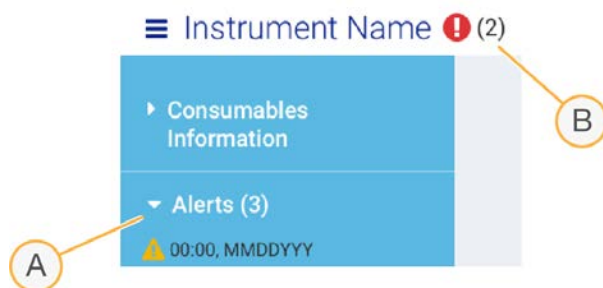 Instrument Name ! (2)
B
Consumables
Information
Alerts (3)
A
00:00, MMDDYYY